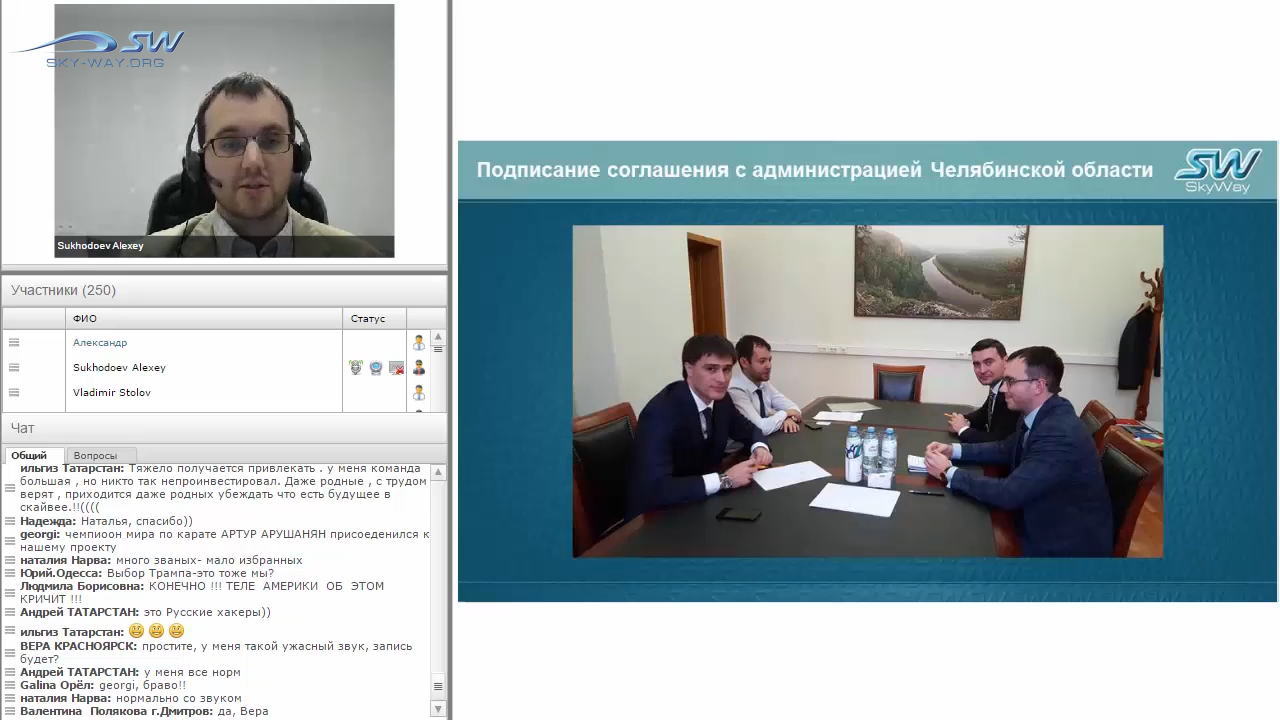 SW
SKY-WAY.ORG
Sukhodoev Alexey
Участники (250)
ФИО Статус
Александр
Sukhodoev Alexey
Vladimir Stolov
Чат
Общий Вопросы
ильгиз Татарстан: Тяжело получается привлекать . у меня команда
большая , но никто так непроинвестировал. Даже родные , с трудом
верят , приходится даже родных убеждать что есть будущее в
скайвее.!!((((
Надежда: Наталья, спасибо))
georgi: чемпиоон мира по карате АРТУР АРУШАНЯН присоеденился к
нашему проекту
наталия Нарва: много званых- мало избранных
Юрий.Одесса: Выбор Трампа-это тоже мы?
Людмила Борисовна: КОНЕЧНО !!! ТЕЛЕ АМЕРИКИ ОБ ЭТОМ
КРИЧИТ !!!
Андрей ТАТАРСТАН: это Русские хакеры))
ильгиз Татарстан:
ВЕРА КРАСНОЯРСК: простите, у меня такой ужасный звук, запись
будет?
Андрей ТАТАРСТАН: у меня все норм
Galina Орёл: georgi, браво!!
наталия Нарва: нормально со звуком
Валентина Полякова г.Дмитров: да, Вера
Подписание соглашения с администрацией Челябинской области
SW
SkyWay